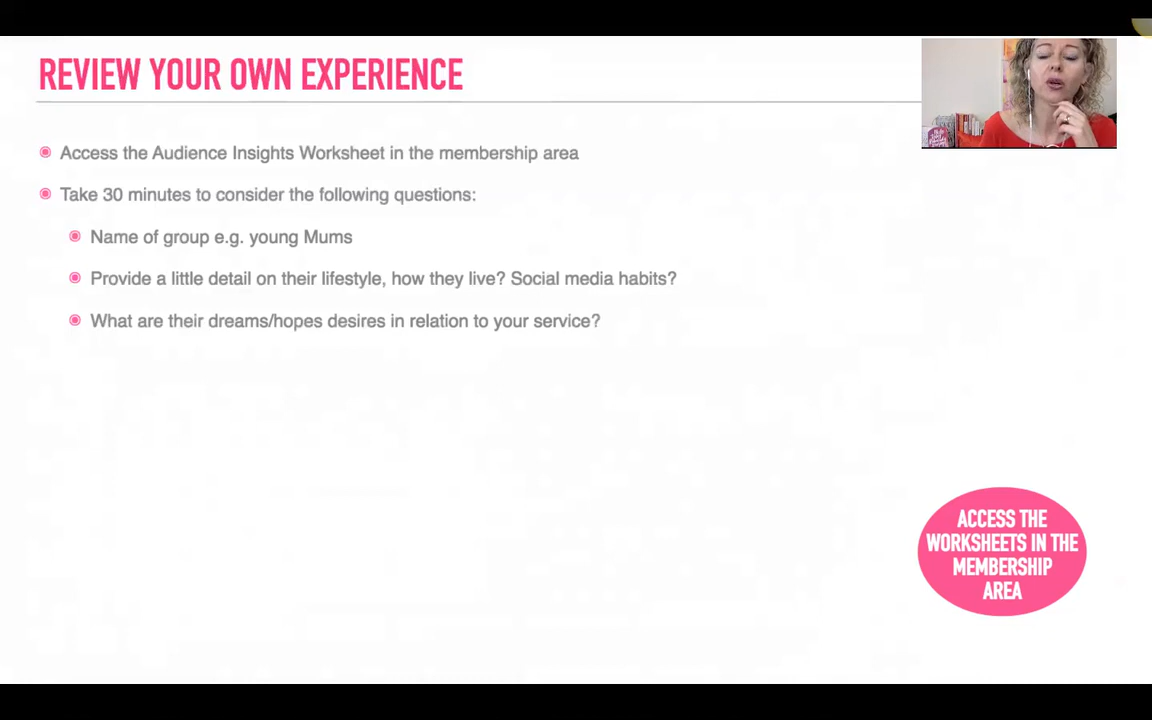 REVIEW YOUR OWN EXPERIENCE
Access the Audience Insights Worksheet in the membership area
Take 30 minutes to consider the following questions:
Name of group e.g. young Mums
Provide a little detail on their lifestyle, how they live? Social media habits?
What are their dreams/hopes desires in relation to your service?
ACCESS THE
WORKSHEETS IN THE
MEMBERSHIP
AREA